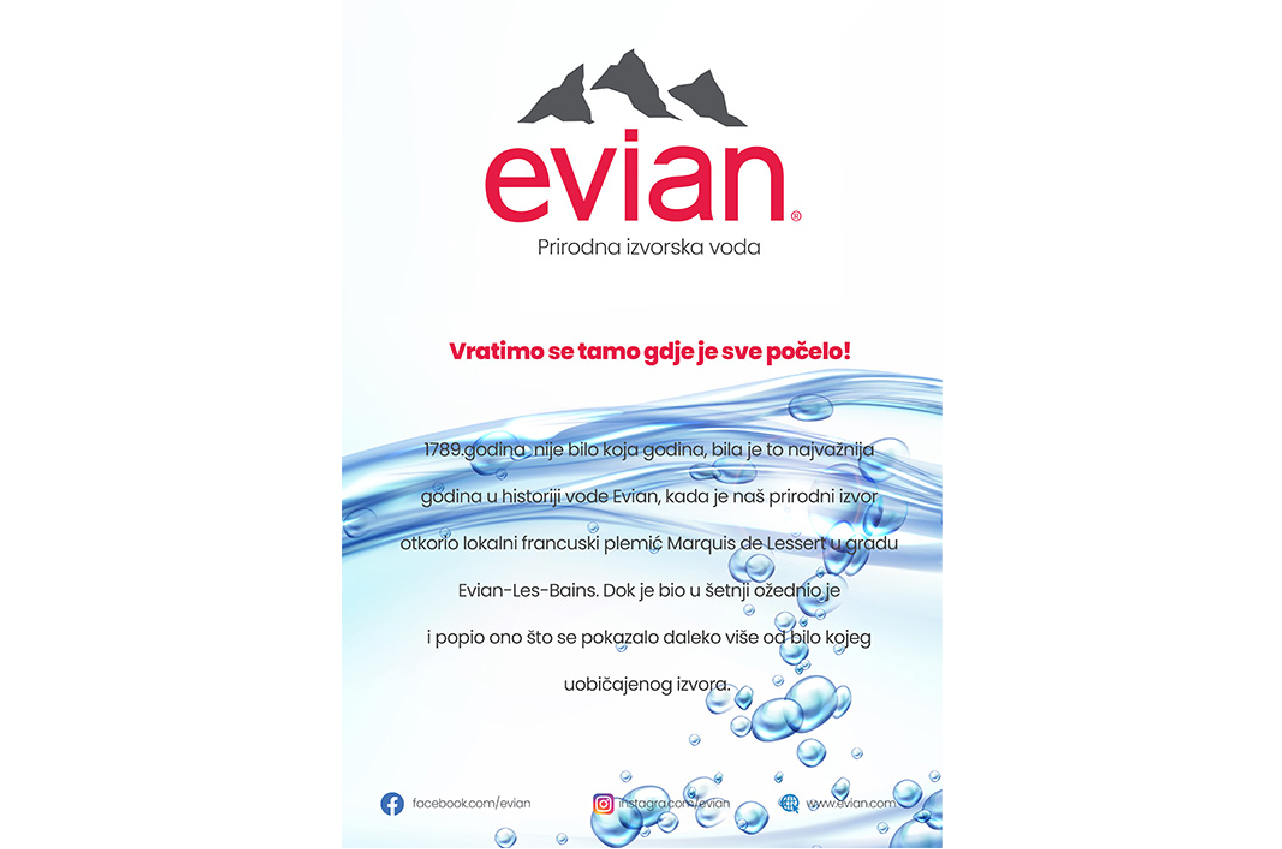 evian®
Prirodna izvorska voda
Vratimo se tamo gdje je sve počelo!
1789.godina nije bilo koja godina, bila je to najvažnija
godina u historiji vode Evian, kada je naš prirodni izvor
otkorio lokalni francuski plemić Marquis de Lessert u gradu
Evian-Les-Bains. Dok je bio u šetnji ožednio je
i popio ono što se pokazalo daleko više od bilo kojeg
uobičajenog izvora.
facebook.com/evian
instagra.com/evian
www.evian.com